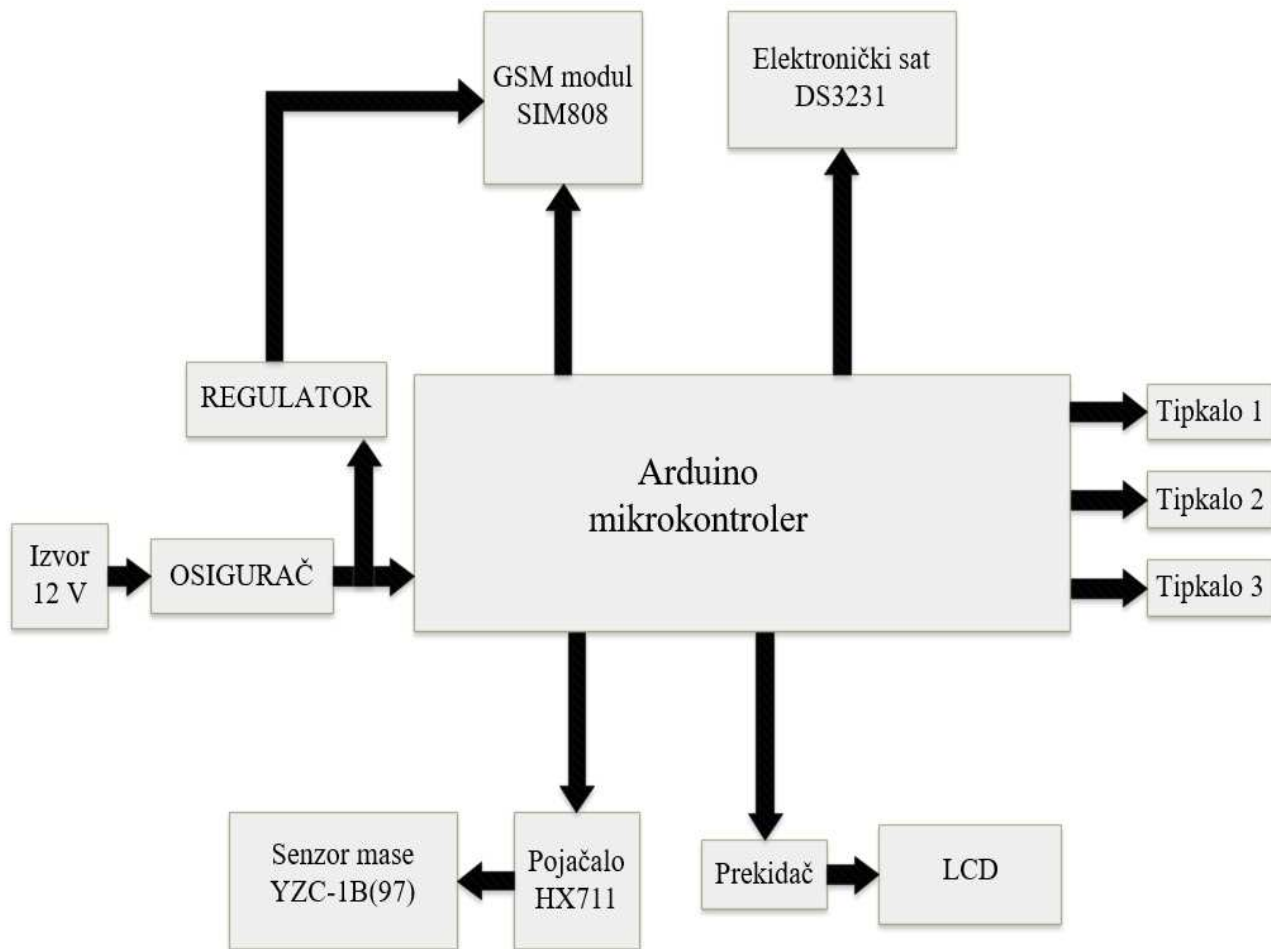 GSM modul
SIM808
Elektronički sat
DS3231
REGULATOR
Arduino
mikrokontroler
Tipkalo 1
Tipkalo 2
Tipkalo 3
Izvor
12 V
OSIGURAČ
Senzor mase
YZC-1B(97)
Pojačalo
HX711
Prekidač
LCD